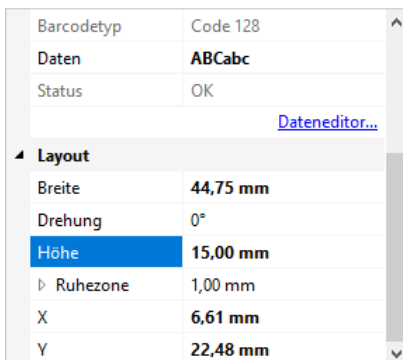 Barcodetyp Code 128
Daten ABCabc
Status OK
Dateneditor...
Layout
Breite 44,75 mm
Drehung 0°
Höhe 15,00 mm
Ruhezone 1,00 mm
X 6,61 mm
Y 22,48 mm